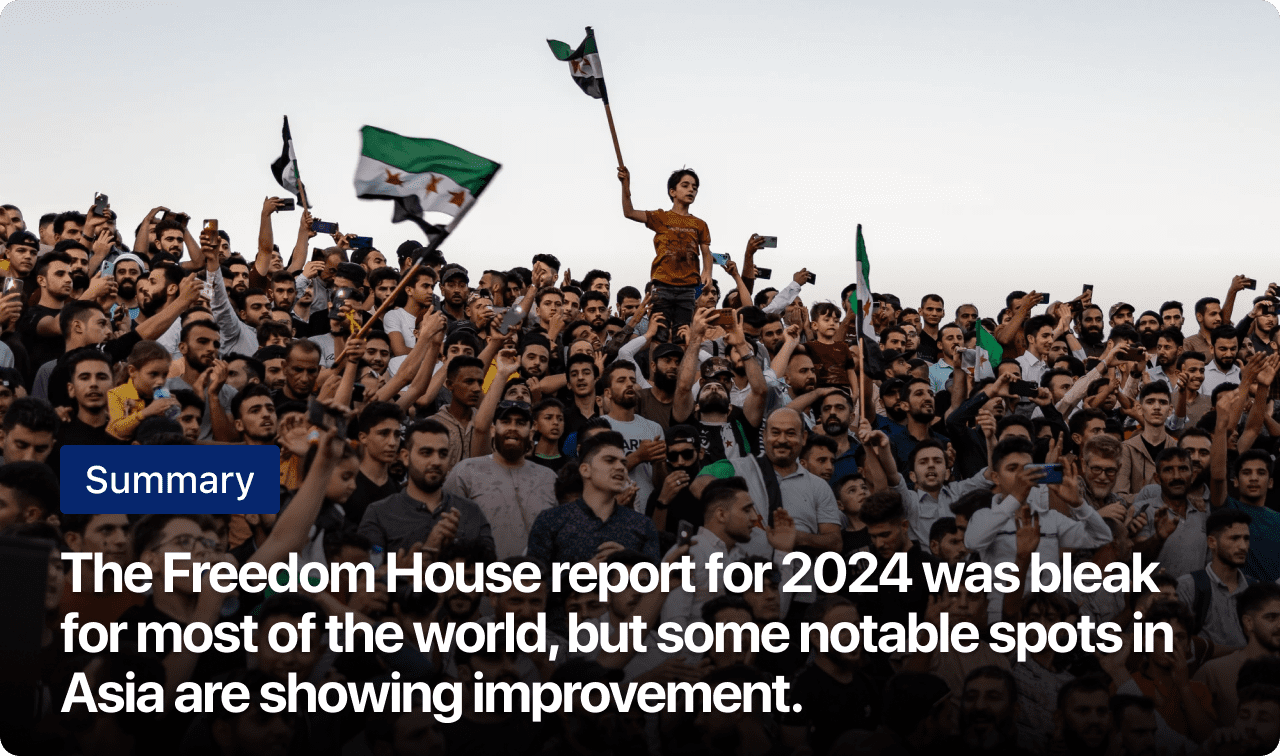 Summary
The Freedom House report for 2024 was bleak
for most of the world, but some notable spots in
Asia are showing improvement.